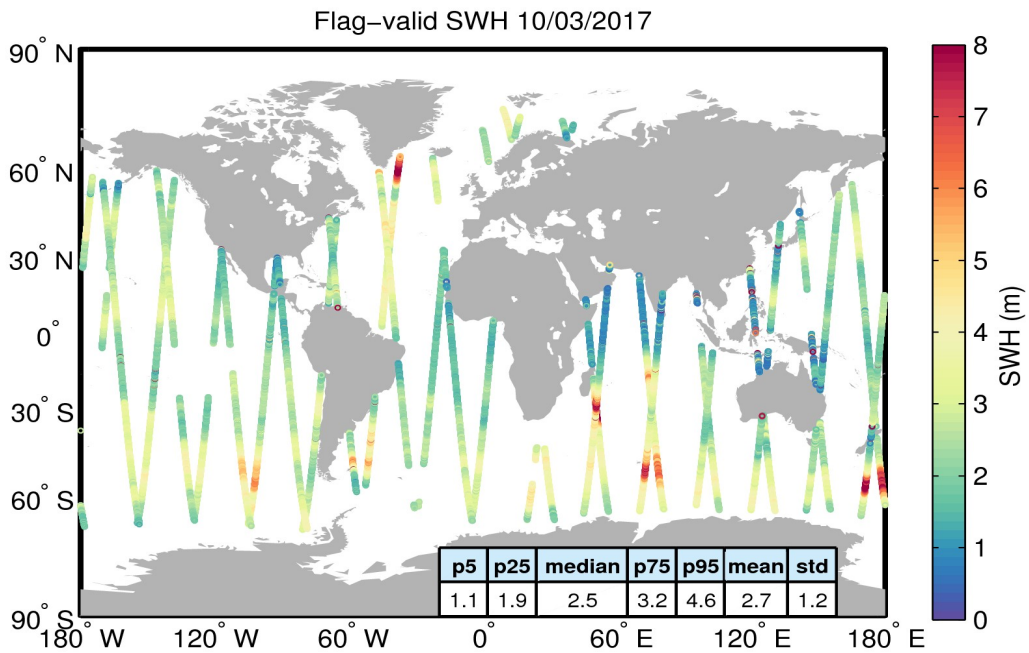 Flag−valid SWH 10/03/2017
90° N
60° N
30° N
0°
30° S
60° S
90° S
180° W
120° W
60° W
0°
60° E
120° E
180° E
8
7
6
5
4
3
2
1
0
SWH (m)
p5 p25 median p75 p95 mean std
1.1 1.9 2.5 3.2 4.6 2.7 1.2